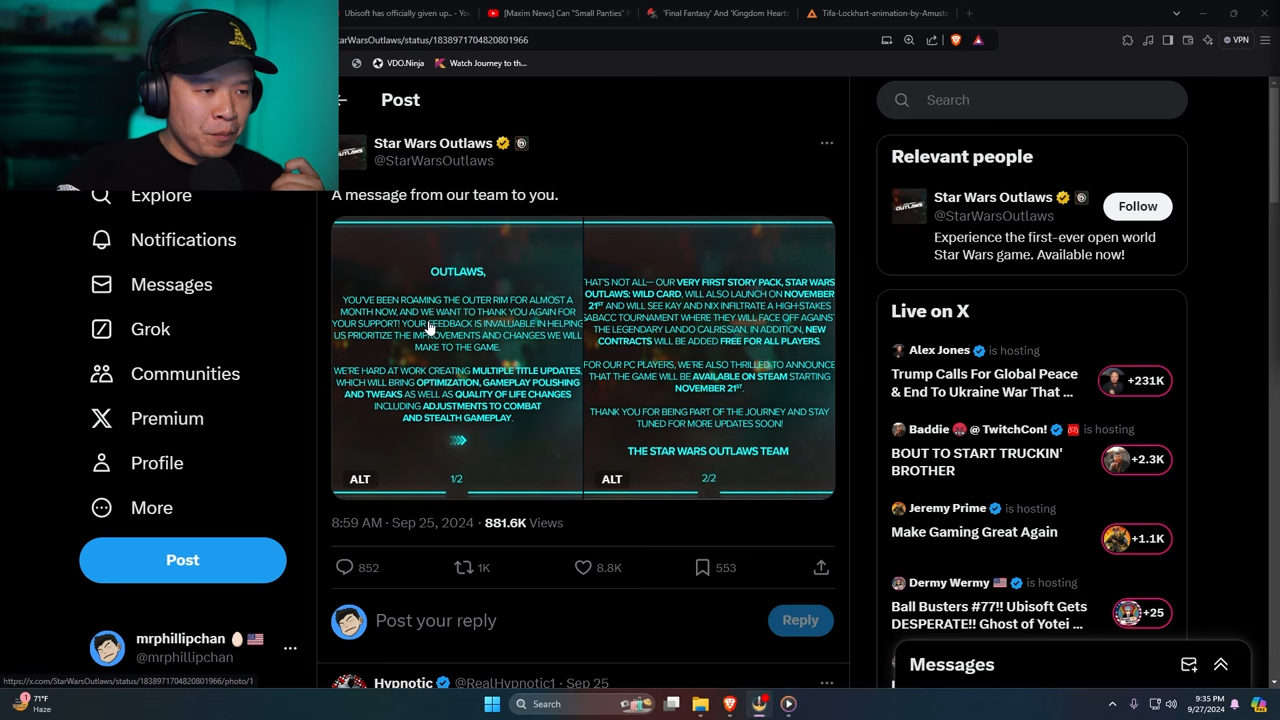 Ubisoft has officially given up.. - Yo
[Maxim News] Can "Small Panties"
'Final Fantasy' And 'Kingdom Hearts
Tifa-Lockhart-animation-by-Amusta
tarWarsOutlaws/status/1838971704820801966
VPN
VDO.Ninja
Watch Journey to th...
Post
Search
Star Wars Outlaws
@StarWarsOutlaws
A message from our team to you.
OUTLAWS,
YOU'VE BEEN ROAMING THE OUTER RIM FOR ALMOST A
MONTH NOW, AND WE WANT TO THANK YOU AGAIN FOR
YOUR SUPPORT! YOUR FEEDBACK IS INVALUABLE IN HELPING
US PRIORITIZE THE IMPROVEMENTS AND CHANGES WE WILL
MAKE TO THE GAME.
WE'RE HARD AT WORK CREATING MULTIPLE TITLE UPDATES,
WHICH WILL BRING OPTIMIZATION, GAMEPLAY POLISHING
AND TWEAKS AS WELL AS QUALITY OF LIFE CHANGES
INCLUDING ADJUSTMENTS TO COMBAT
AND STEALTH GAMEPLAY.
ALT
1/2
HAT'S NOT ALL— OUR VERY FIRST STORY PACK, STAR WARS
OUTLAWS: WILD CARD, WILL ALSO LAUNCH ON NOVEMBER
21ST AND WILL SEE KAY AND NIX INFILTRATE A HIGH-STAKES
SABACC TOURNAMENT WHERE THEY WILL FACE OFF AGAINS
THE LEGENDARY LANDO CALRISSIAN. IN ADDITION, NEW
CONTRACTS WILL BE ADDED FREE FOR ALL PLAYERS.
FOR OUR PC PLAYERS, WE'RE ALSO THRILLED TO ANNOUNCE
THAT THE GAME WILL BE AVAILABLE ON STEAM STARTING
NOVEMBER 21ST.
THANK YOU FOR BEING PART OF THE JOURNEY AND STAY
TUNED FOR MORE UPDATES SOON!
THE STAR WARS OUTLAWS TEAM
ALT
2/2
8:59 AM · Sep 25, 2024 · 881.6K Views
852
1K
8.8K
553
Post your reply
Reply
Hypnotic @RealHypnotic1 · Sep 25
Explore
Notifications
Messages
Grok
Communities
Premium
Profile
More
Post
mrphillipchan
@mrphillipchan
Relevant people
Star Wars Outlaws
@StarWarsOutlaws
Follow
Experience the first-ever open world
Star Wars game. Available now!
Live on X
Alex Jones is hosting
Trump Calls For Global Peace
& End To Ukraine War That ...
+231K
Baddie @ TwitchCon! is hosting
BOUT TO START TRUCKIN'
BROTHER
+2.3K
Jeremy Prime is hosting
Make Gaming Great Again
+1.1K
Dermy Wermy is hosting
Ball Busters #77!! Ubisoft Gets
DESPERATE!! Ghost of Yotei ...
+25
Messages
https://x.com/StarWarsOutlaws/status/1838971704820801966/photo/1
1
71°F
Haze
Search
9:35 PM
9/27/2024